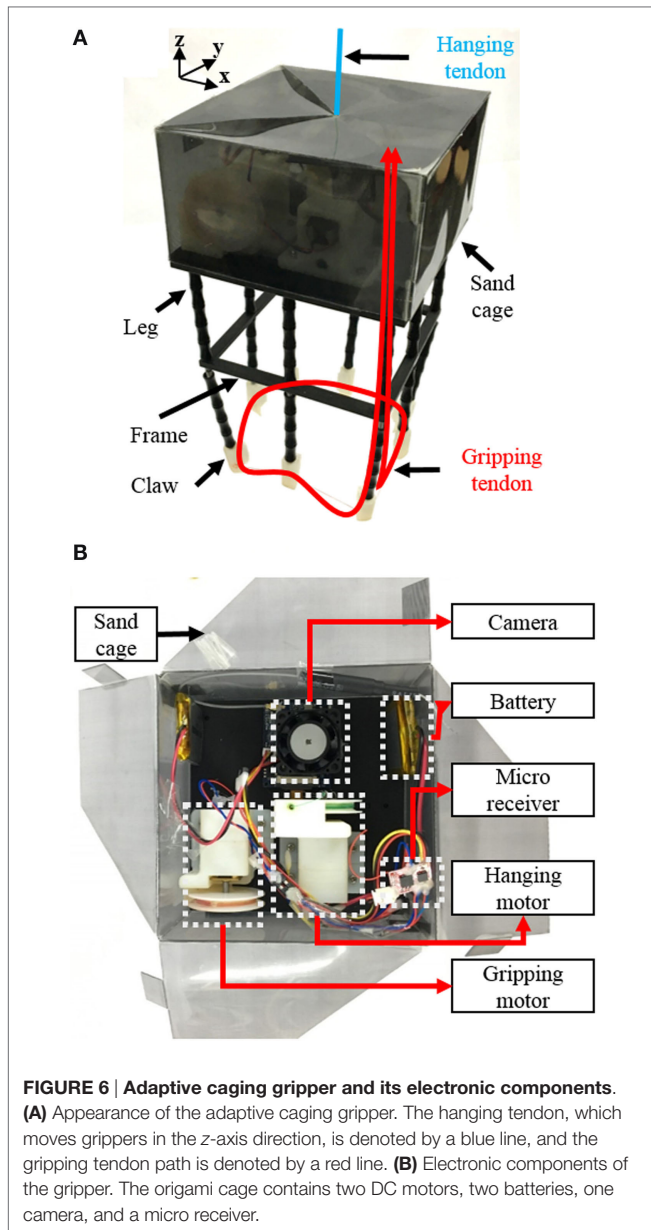 A
z
y
x
Hanging
tendon
Sand
cage
Leg
Frame
Claw
Gripping
tendon
B
Sand
cage
Camera
Battery
Micro
receiver
Hanging
motor
Gripping
motor
FIGURE 6 | Adaptive caging gripper and its electronic components.
(A) Appearance of the adaptive caging gripper. The hanging tendon, which
moves grippers in the z-axis direction, is denoted by a blue line, and the
gripping tendon path is denoted by a red line. (B) Electronic components of
the gripper. The origami cage contains two DC motors, two batteries, one
camera, and a micro receiver.